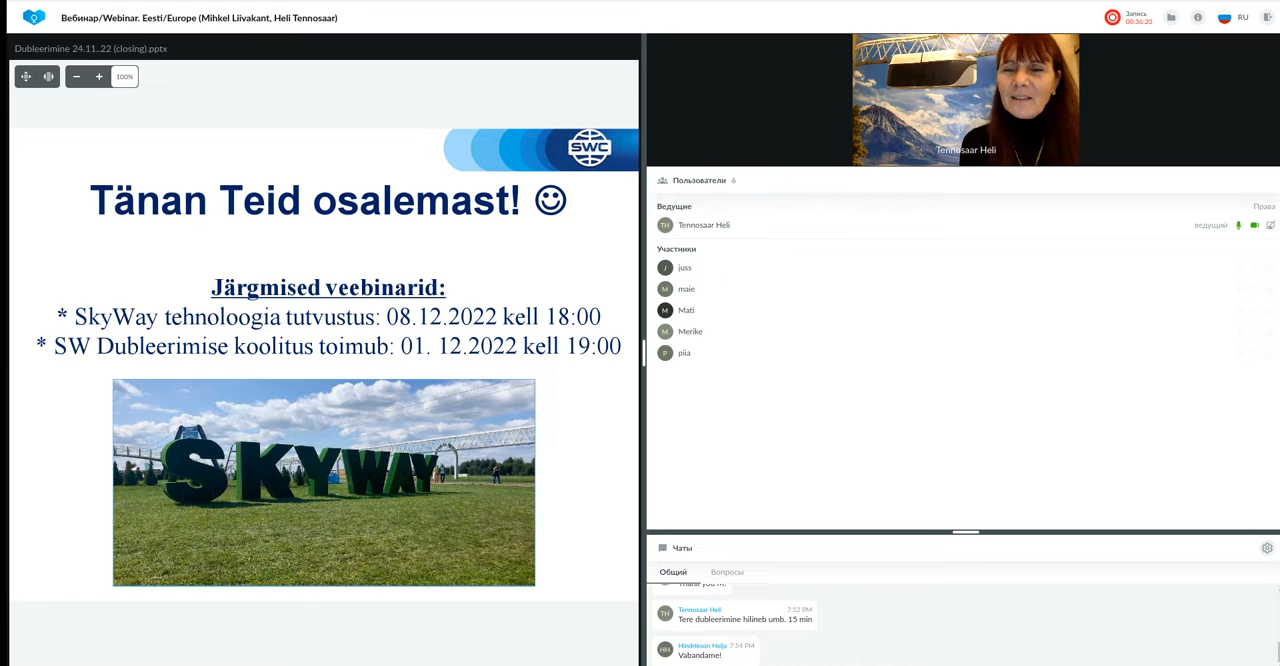 Вебинар/Webinar. Eesti/Europe (Mihkel Liivakant, Heli Tennosaar)
Запись
00:36:20
RU
Dubleerimine 24.11..22 (closing).pptx
100%
SWC
Tänan Teid osalemast! ☺
Järgmised veebinarid:
* SkyWay tehnoloogia tutvustus: 08.12.2022 kell 18:00
* SW Dubleerimise koolitus toimub: 01. 12.2022 kell 19:00
SKYWAY
Tennosaar Heli
Пользователи 6
Ведущие Права
TH Tennosaar Heli ведущий
Участники
J juss
M maie
M Mati
M Merike
P piia
Чаты
Общий Вопросы
Thank you M!
TH Tennosaar Heli 7:52 PM
Tere dubleerimine hilineb umb. 15 min
HH Hindrikson Helja 7:54 PM
Vabandame!